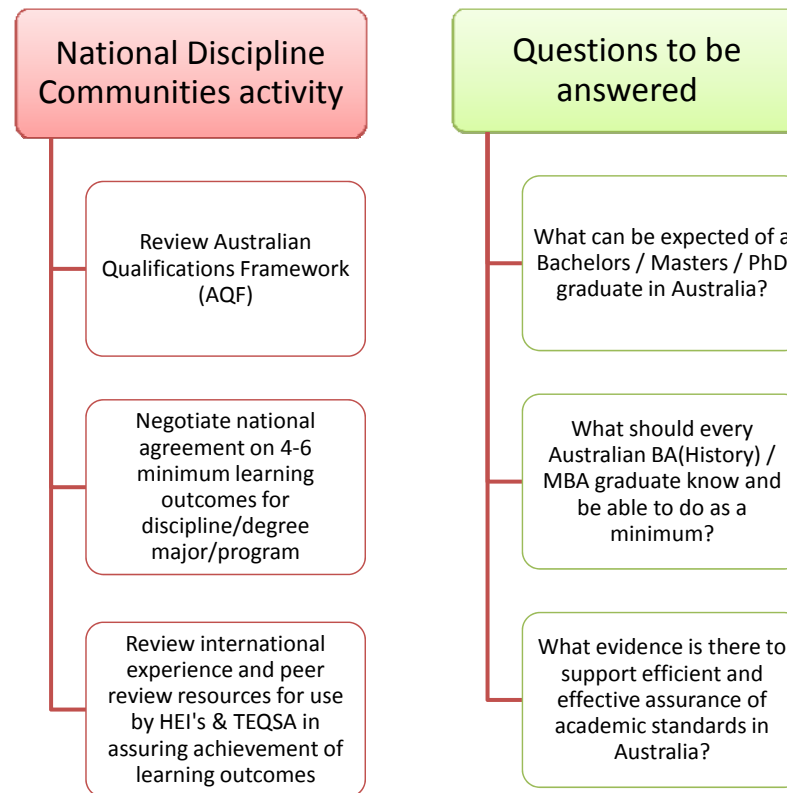 National Discipline
Communities activity
Review Australian
Qualifications Framework
(AQF)
Negotiate national
agreement on 4-6
minimum learning
outcomes for
discipline/degree
major/program
Review international
experience and peer
review resources for use
by HEI's & TEQSA in
assuring achievement of
learning outcomes
Questions to be
answered
What can be expected of a
Bachelors / Masters / PhD
graduate in Australia?
What should every
Australian BA(History) /
MBA graduate know and
be able to do as a
minimum?
What evidence is there to
support efficient and
effective assurance of
academic standards in
Australia?